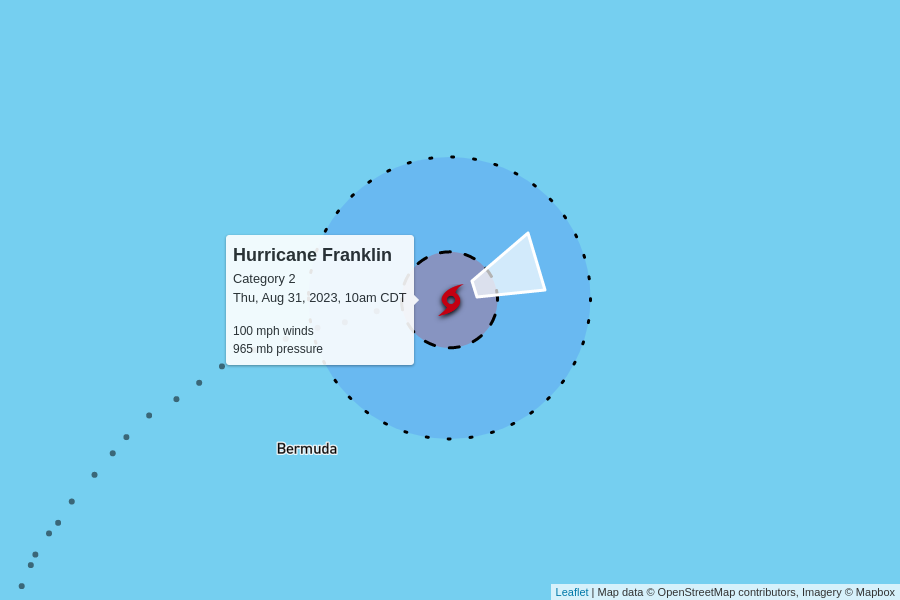 Hurricane Franklin
Category 2
Thu, Aug 31, 2023, 10am CDT
100 mph winds
965 mb pressure
Bermuda
Leaflet | Map data © OpenStreetMap contributors, Imagery © Mapbox